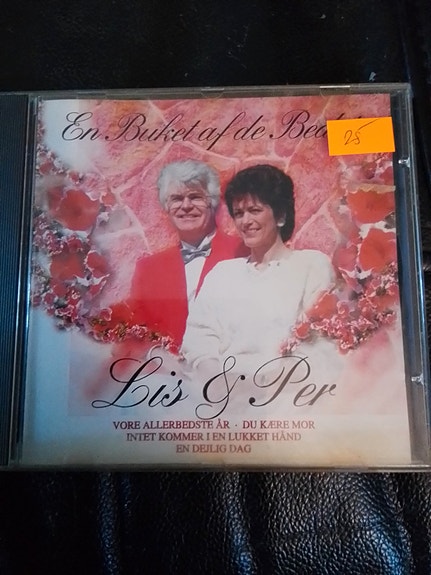 En Buket af de
25
Lis & Per
VORE ALLERBEDSTE ÅR · DU KÆRE MOR
INTET KOMMER I EN LUKKET HÅND
EN DEJLIG DAG